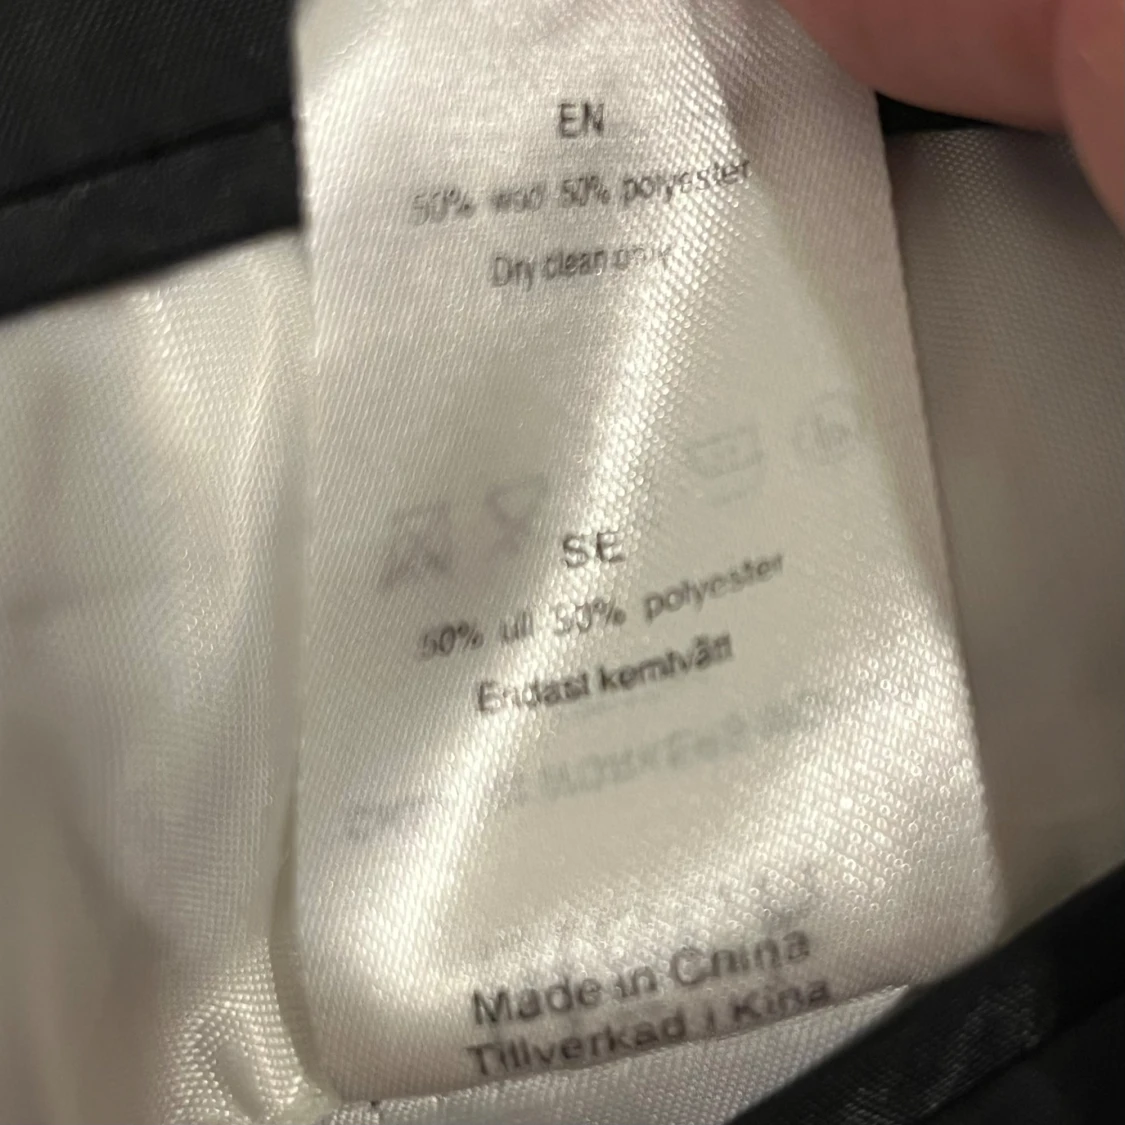 EN
50% wool 50% polyester
Dry clean only
SE
50% ull 50% polyester
Endast kemtvätt
Made in China
Tillverkad i Kina